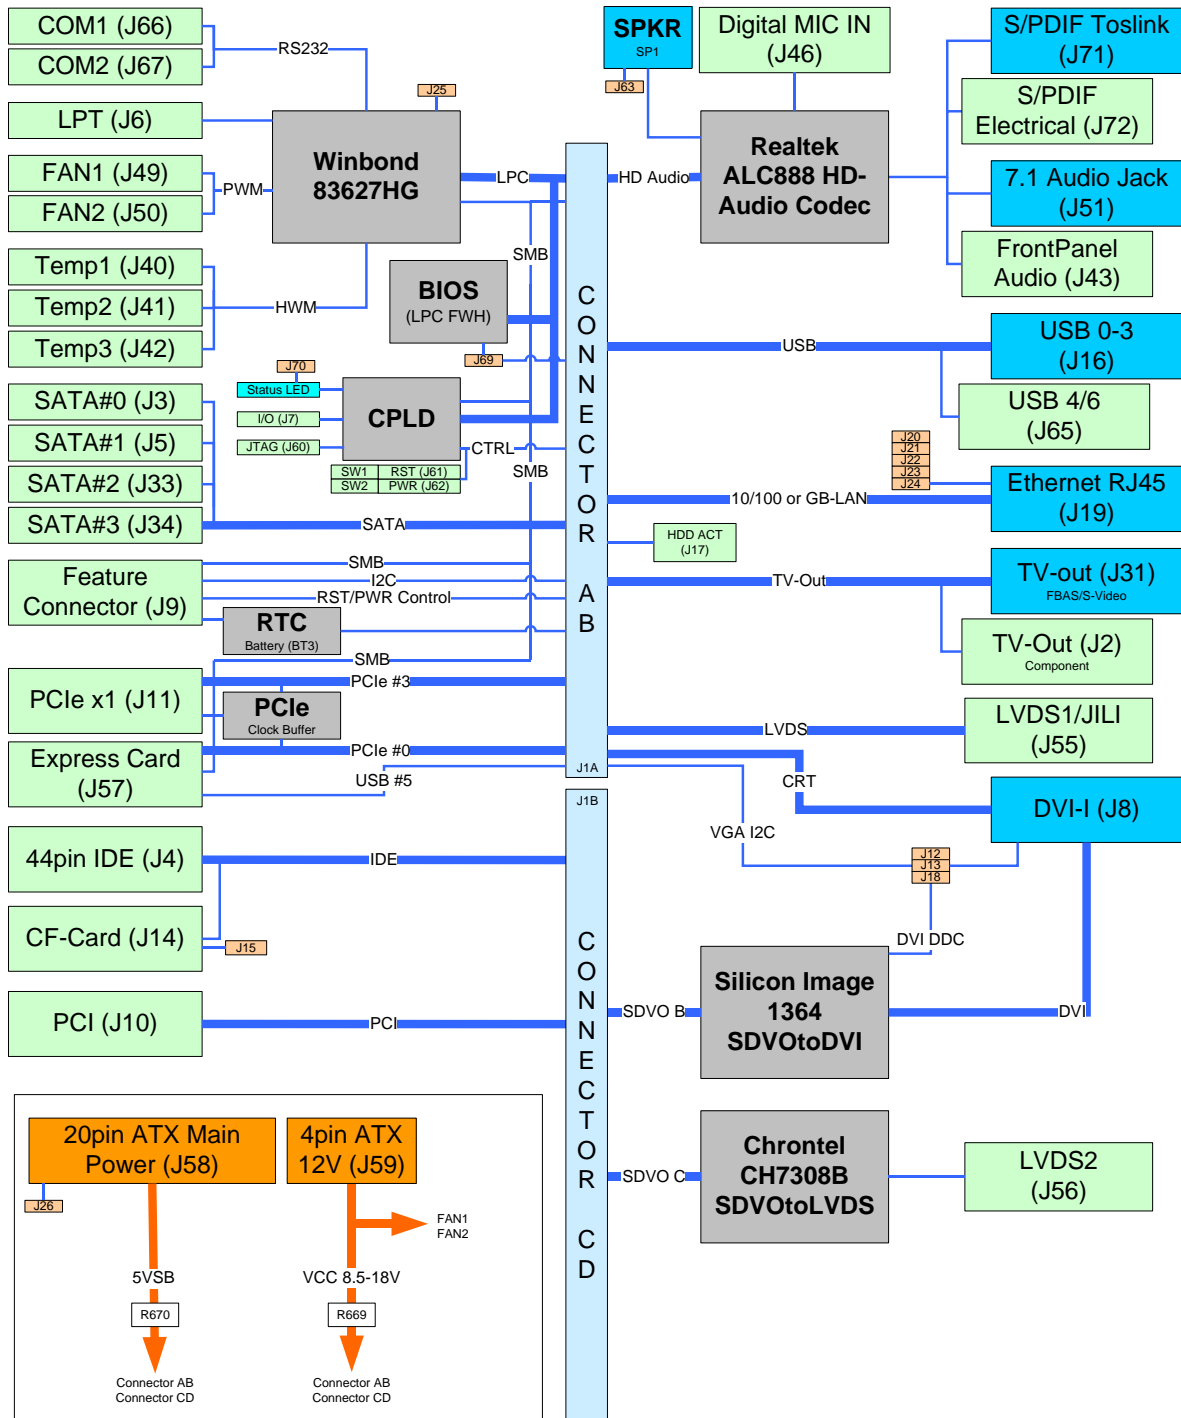 COM1 (J66)
COM2 (J67)
RS232
LPT (J6)
FAN1 (J49)
FAN2 (J50)
PWM
Temp1 (J40)
Temp2 (J41)
Temp3 (J42)
HWM
J25
Winbond
83627HG
LPC
SMB
BIOS
(LPC FWH)
J69
J70
Status LED
I/O (J7)
JTAG (J60)
CPLD
CTRL
SW1
RST (J61)
SW2
PWR (J62)
SMB
SATA#0 (J3)
SATA#1 (J5)
SATA#2 (J33)
SATA#3 (J34)
SATA
Feature
Connector (J9)
SMB
I2C
RST/PWR Control
RTC
Battery (BT3)
SMB
PCIe x1 (J11)
PCIe #3
PCIe
Clock Buffer
Express Card
(J57)
PCIe #0
USB #5
44pin IDE (J4)
IDE
CF-Card (J14)
J15
PCI (J10)
PCI
CONNECTOR AB
J1A
J1B
CONNECTOR CD
SPKR
SP1
J63
Digital MIC IN
(J46)
HD Audio
Realtek
ALC888 HD-
Audio Codec
S/PDIF Toslink
(J71)
S/PDIF
Electrical (J72)
7.1 Audio Jack
(J51)
FrontPanel
Audio (J43)
USB
USB 0-3
(J16)
USB 4/6
(J65)
J20
J21
J22
J23
J24
10/100 or GB-LAN
Ethernet RJ45
(J19)
HDD ACT
(J17)
TV-Out
TV-out (J31)
FBAS/S-Video
TV-Out (J2)
Component
LVDS
LVDS1/JILI
(J55)
CRT
DVI-I (J8)
VGA I2C
J12
J13
J18
DVI DDC
SDVO B
Silicon Image
1364
SDVOtoDVI
DVI
SDVO C
Chrontel
CH7308B
SDVOtoLVDS
LVDS2
(J56)
20pin ATX Main
Power (J58)
J26
5VSB
R670
Connector AB
Connector CD
4pin ATX
12V (J59)
FAN1
FAN2
VCC 8.5-18V
R669
Connector AB
Connector CD